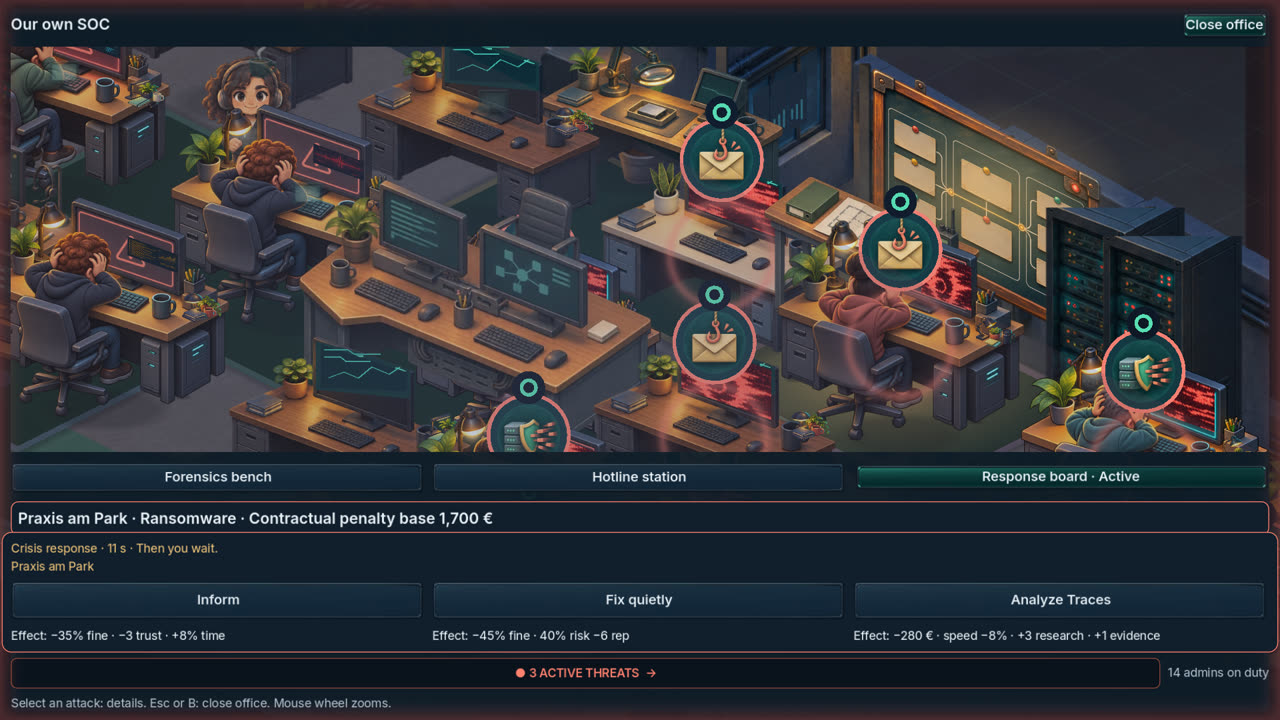 Our own SOC
Close office
Forensics bench
Hotline station
Response board · Active
Praxis am Park · Ransomware · Contractual penalty base 1,700 €
Crisis response · 11 s · Then you wait.
Praxis am Park
Inform
Fix quietly
Analyze Traces
Effect: −35% fine · −3 trust · +8% time
Effect: −45% fine · 40% risk −6 rep
Effect: −280 € · speed −8% · +3 research · +1 evidence
3 ACTIVE THREATS →
14 admins on duty
Select an attack: details. Esc or B: close office. Mouse wheel zooms.